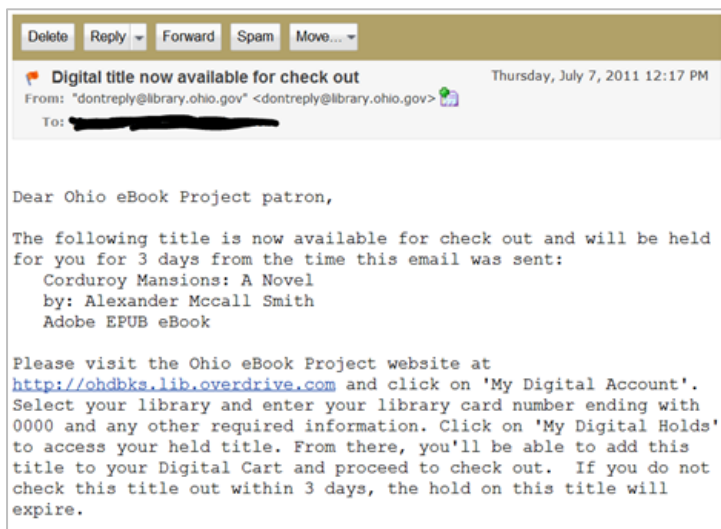 Delete Reply Forward Spam Move...
Digital title now available for check out Thursday, July 7, 2011 12:17 PM
From: "dontreply@library.ohio.gov" <dontreply@library.ohio.gov>
To:
Dear Ohio eBook Project patron,
The following title is now available for check out and will be held
for you for 3 days from the time this email was sent:
Corduroy Mansions: A Novel
by: Alexander Mccall Smith
Adobe EPUB eBook
Please visit the Ohio eBook Project website at
http://ohdbks.lib.overdrive.com and click on 'My Digital Account'.
Select your library and enter your library card number ending with
0000 and any other required information. Click on 'My Digital Holds'
to access your held title. From there, you'll be able to add this
title to your Digital Cart and proceed to check out.  If you do not
check this title out within 3 days, the hold on this title will
expire.